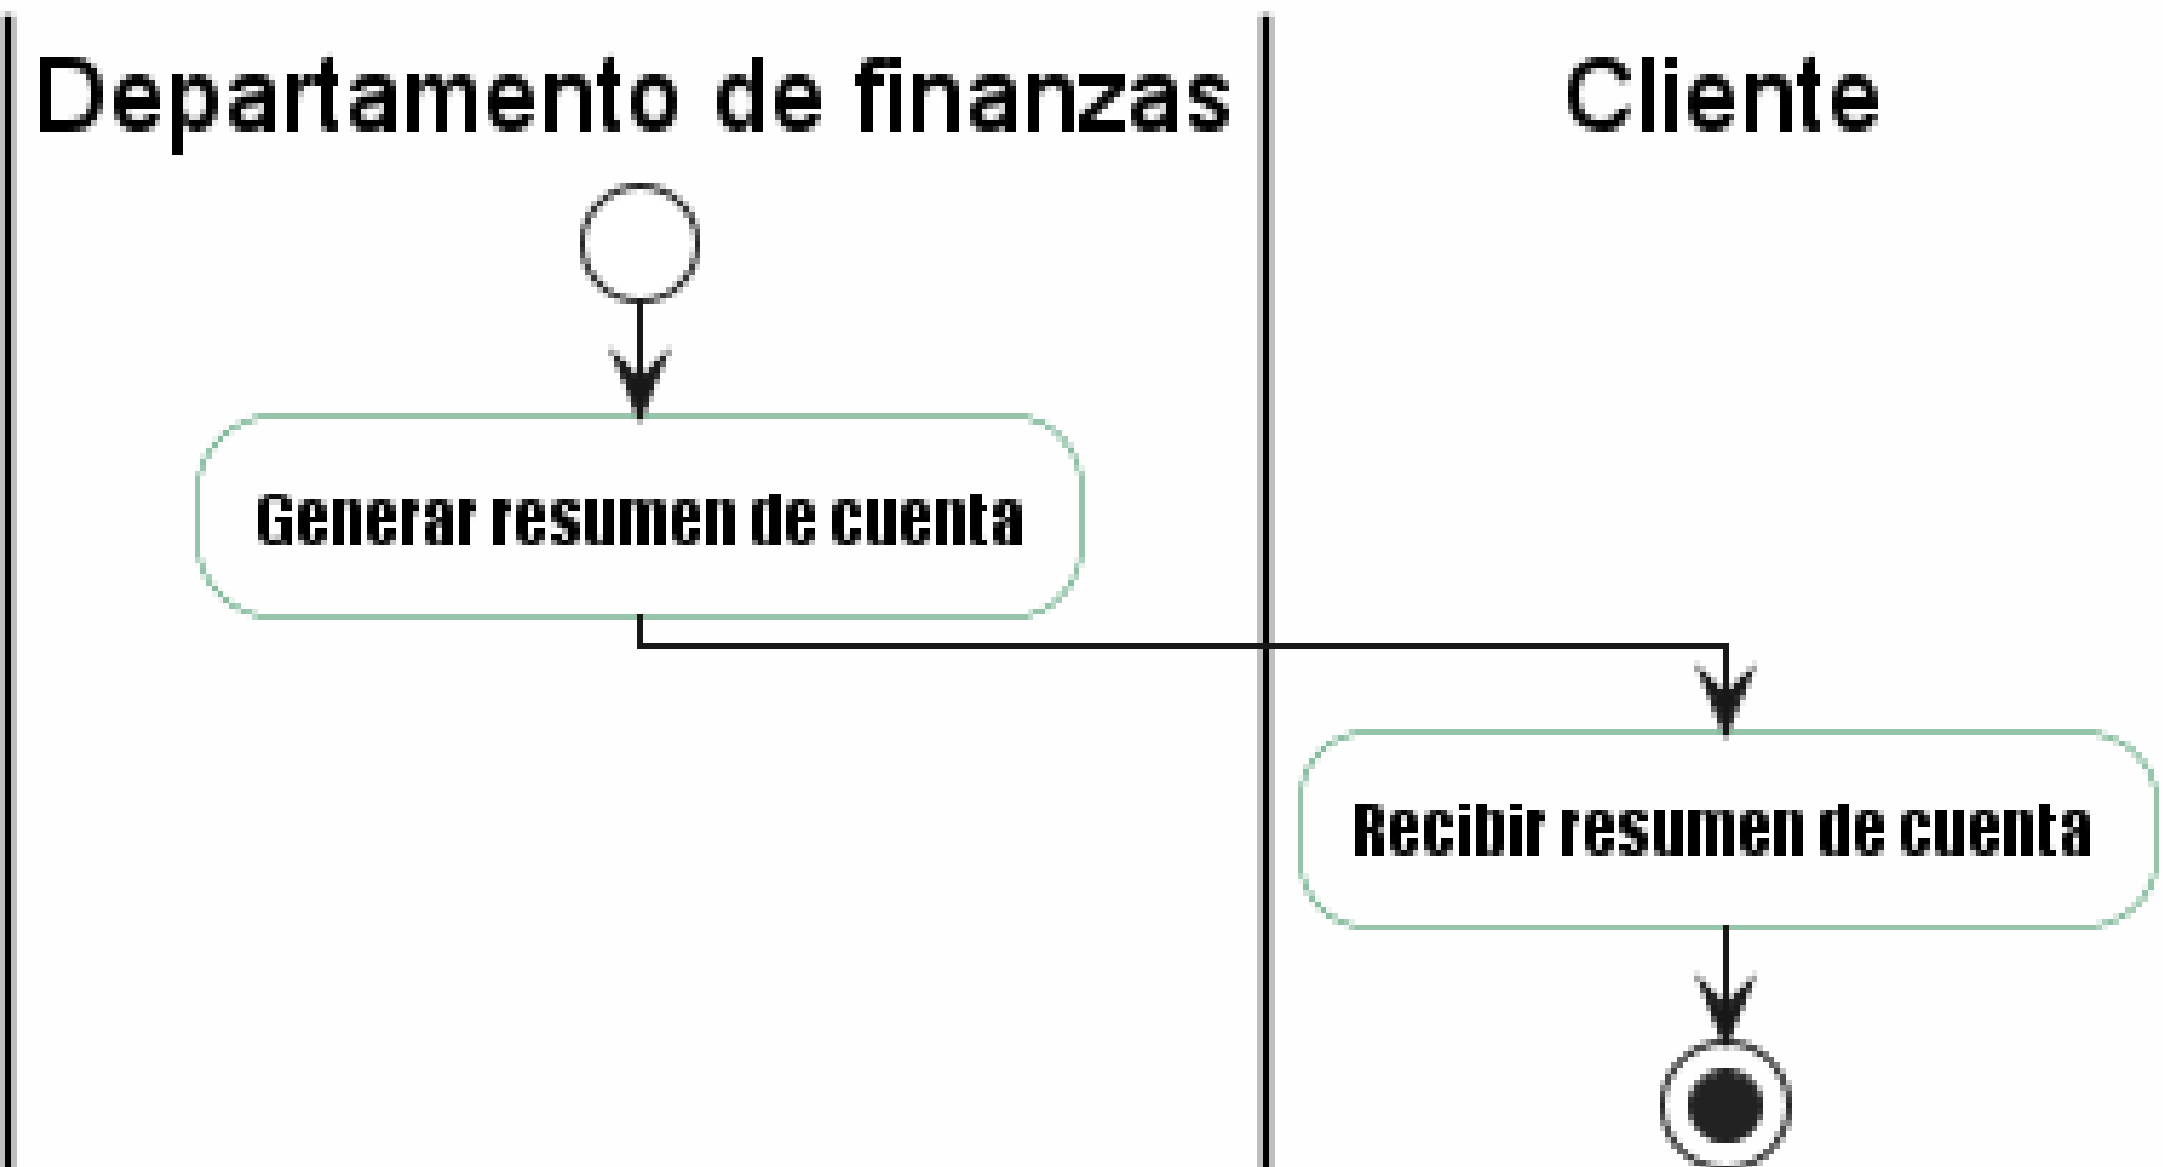 Departamento de finanzas
Cliente
Generar resumen de cuenta
Recibir resumen de cuenta